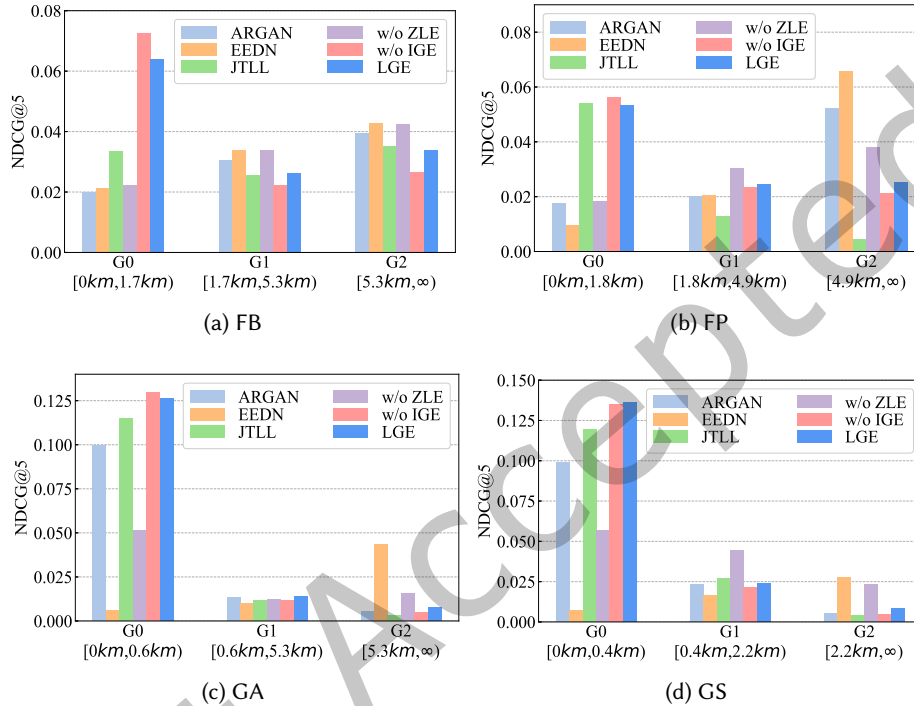 0.08
0.06
0.04
0.02
0.00
NDCG@5
ARGAN
EEDN
JTLL
w/o ZLE
w/o IGE
LGE
G0
G1
G2
[0km,1.7km)
[1.7km,5.3km)
[5.3km,∞)
(a) FB
0.08
0.06
0.04
0.02
0.00
NDCG@5
ARGAN
EEDN
JTLL
w/o ZLE
w/o IGE
LGE
G0
G1
G2
[0km,1.8km)
[1.8km,4.9km)
[4.9km,∞)
(b) FP
0.125
0.100
0.075
0.050
0.025
0.000
NDCG@5
ARGAN
EEDN
JTLL
w/o ZLE
w/o IGE
LGE
G0
G1
G2
[0km,0.6km)
[0.6km,5.3km)
[5.3km,∞)
(c) GA
0.150
0.125
0.100
0.075
0.050
0.025
0.000
NDCG@5
ARGAN
EEDN
JTLL
w/o ZLE
w/o IGE
LGE
G0
G1
G2
[0km,0.4km)
[0.4km,2.2km)
[2.2km,∞)
(d) GS
Accepted